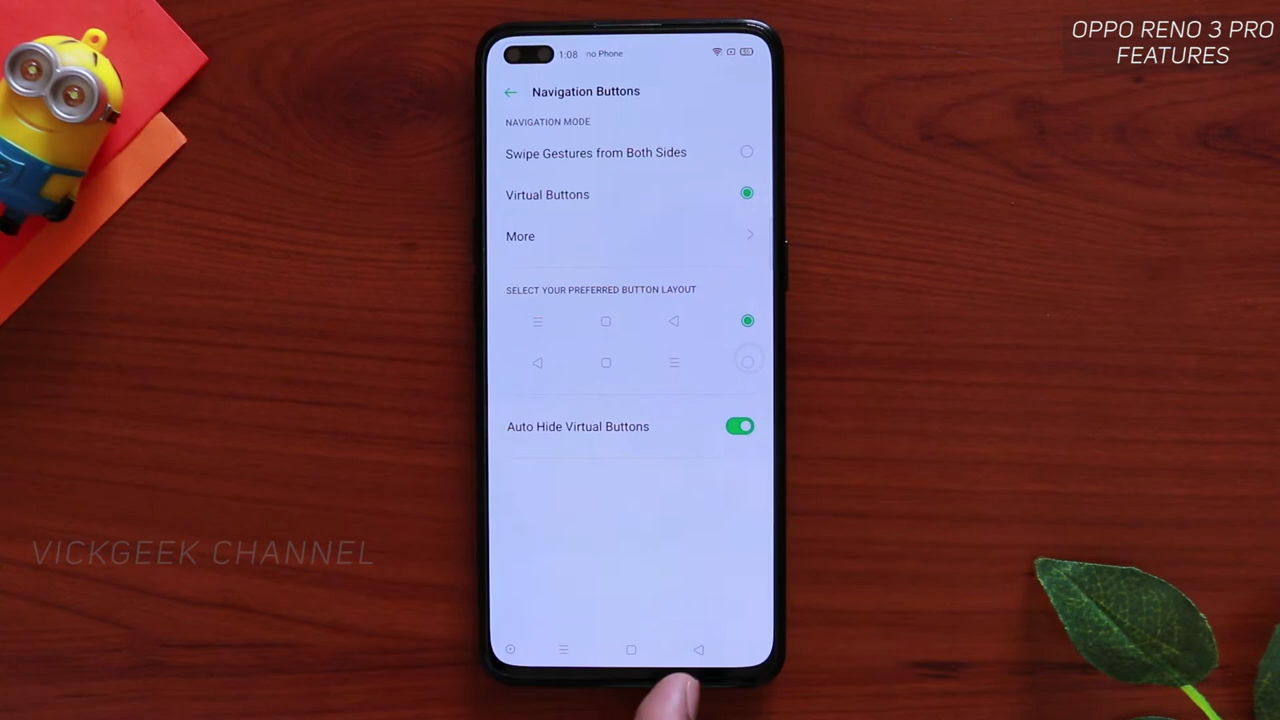 OPPO RENO 3 PRO
FEATURES
1:08 no Phone
Navigation Buttons
NAVIGATION MODE
Swipe Gestures from Both Sides
Virtual Buttons
More
SELECT YOUR PREFERRED BUTTON LAYOUT
Auto Hide Virtual Buttons
VICKGEEK CHANNEL